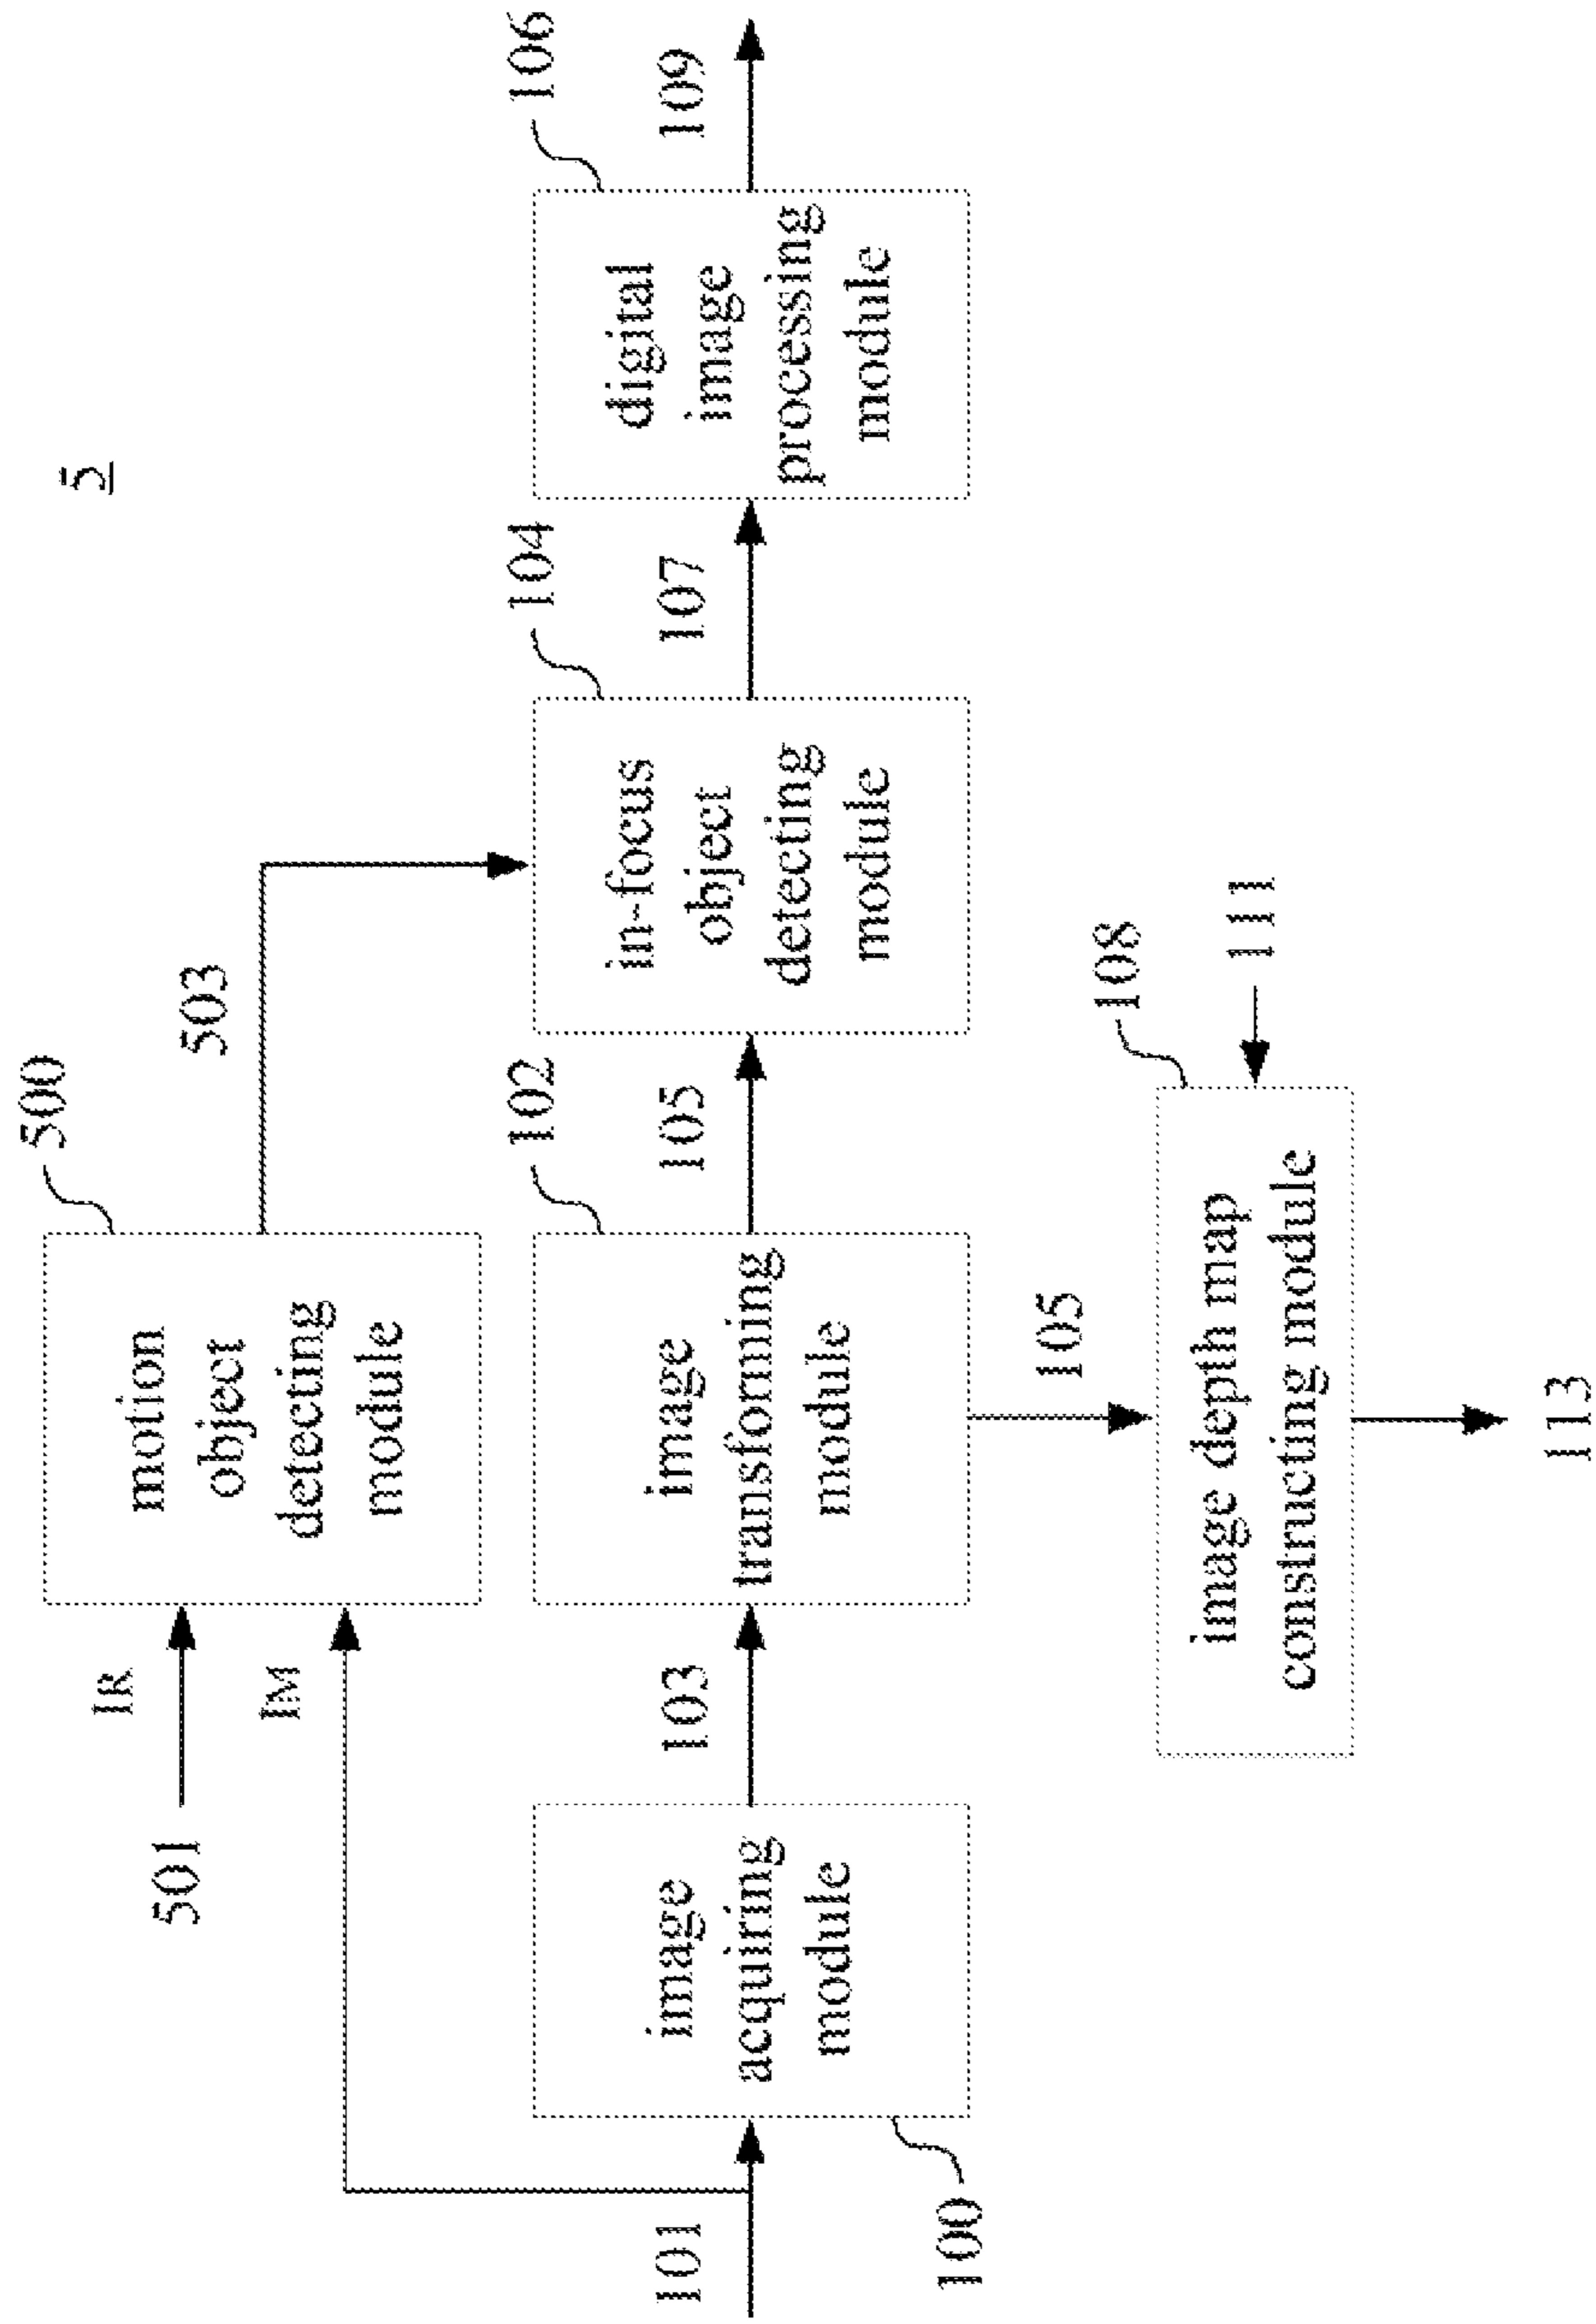 5
500
motion
object
detecting
module
IR
501
IM
503
101
100
image
acquiring
module
103
102
image
transforming
module
105
104
in-focus
object
detecting
module
107
106
digital
image
processing
module
109
105
108
image depth map
constructing module
111
113